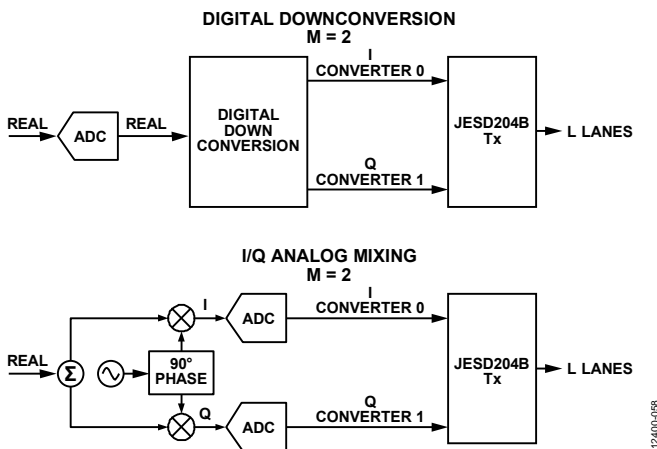 DIGITAL DOWNCONVERSION
M = 2
I
CONVERTER 0
REAL
ADC
REAL
DIGITAL
DOWN
CONVERSION
JESD204B
Tx
L LANES
Q
CONVERTER 1
I/Q ANALOG MIXING
M = 2
I
ADC
I
CONVERTER 0
REAL
Σ
90°
PHASE
JESD204B
Tx
L LANES
Q
ADC
Q
CONVERTER 1
12400-058